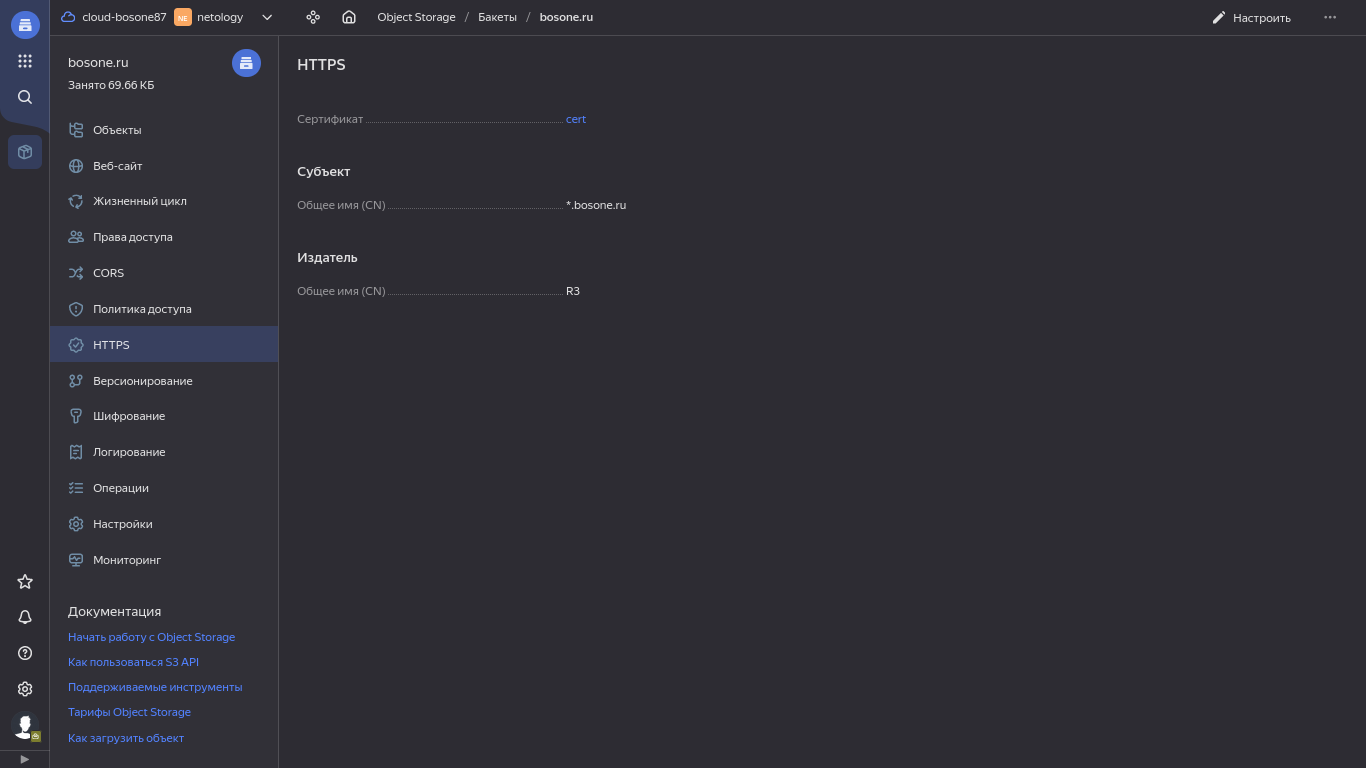 cloud-bosone87 NE netology Object Storage / Бакеты / bosone.ru Настроить
bosone.ru
Занято 69.66 КБ
Объекты
Веб-сайт
Жизненный цикл
Права доступа
CORS
Политика доступа
HTTPS
Версионирование
Шифрование
Логирование
Операции
Настройки
Мониторинг
Документация
Начать работу с Object Storage
Как пользоваться S3 API
Поддерживаемые инструменты
Тарифы Object Storage
Как загрузить объект
HTTPS
Сертификат cert
Субъект
Общее имя (CN) *.bosone.ru
Издатель
Общее имя (CN) R3